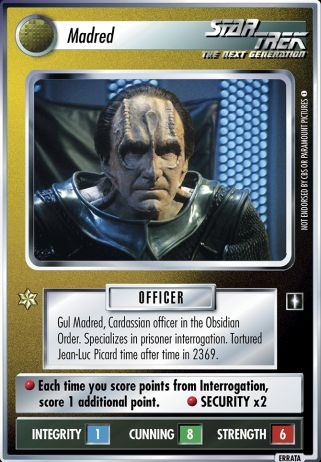 Madred
STAR TREK
THE NEXT GENERATION
NOT ENDORSED BY CBS OR PARAMOUNT PICTURES
OFFICER
Gul Madred, Cardassian officer in the Obsidian
Order. Specializes in prisoner interrogation. Tortured
Jean-Luc Picard time after time in 2369.
Each time you score points from Interrogation,
score 1 additional point. SECURITY x2
INTEGRITY 1 CUNNING 8 STRENGTH 6
ERRATA